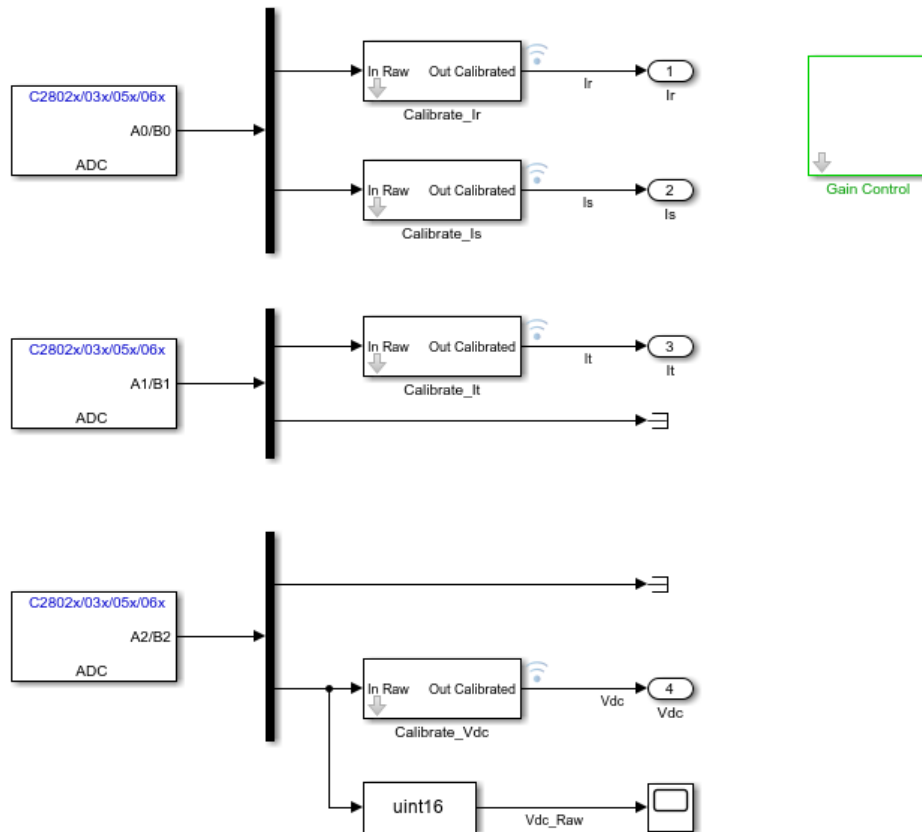 C2802x/03x/05x/06x
A0/B0
ADC
In Raw Out Calibrated
Calibrate_Ir
Ir
1
Ir
In Raw Out Calibrated
Calibrate_Is
Is
2
Is
Gain Control
C2802x/03x/05x/06x
A1/B1
ADC
In Raw Out Calibrated
Calibrate_It
It
3
It
C2802x/03x/05x/06x
A2/B2
ADC
In Raw Out Calibrated
Calibrate_Vdc
Vdc
4
Vdc
uint16
Vdc_Raw